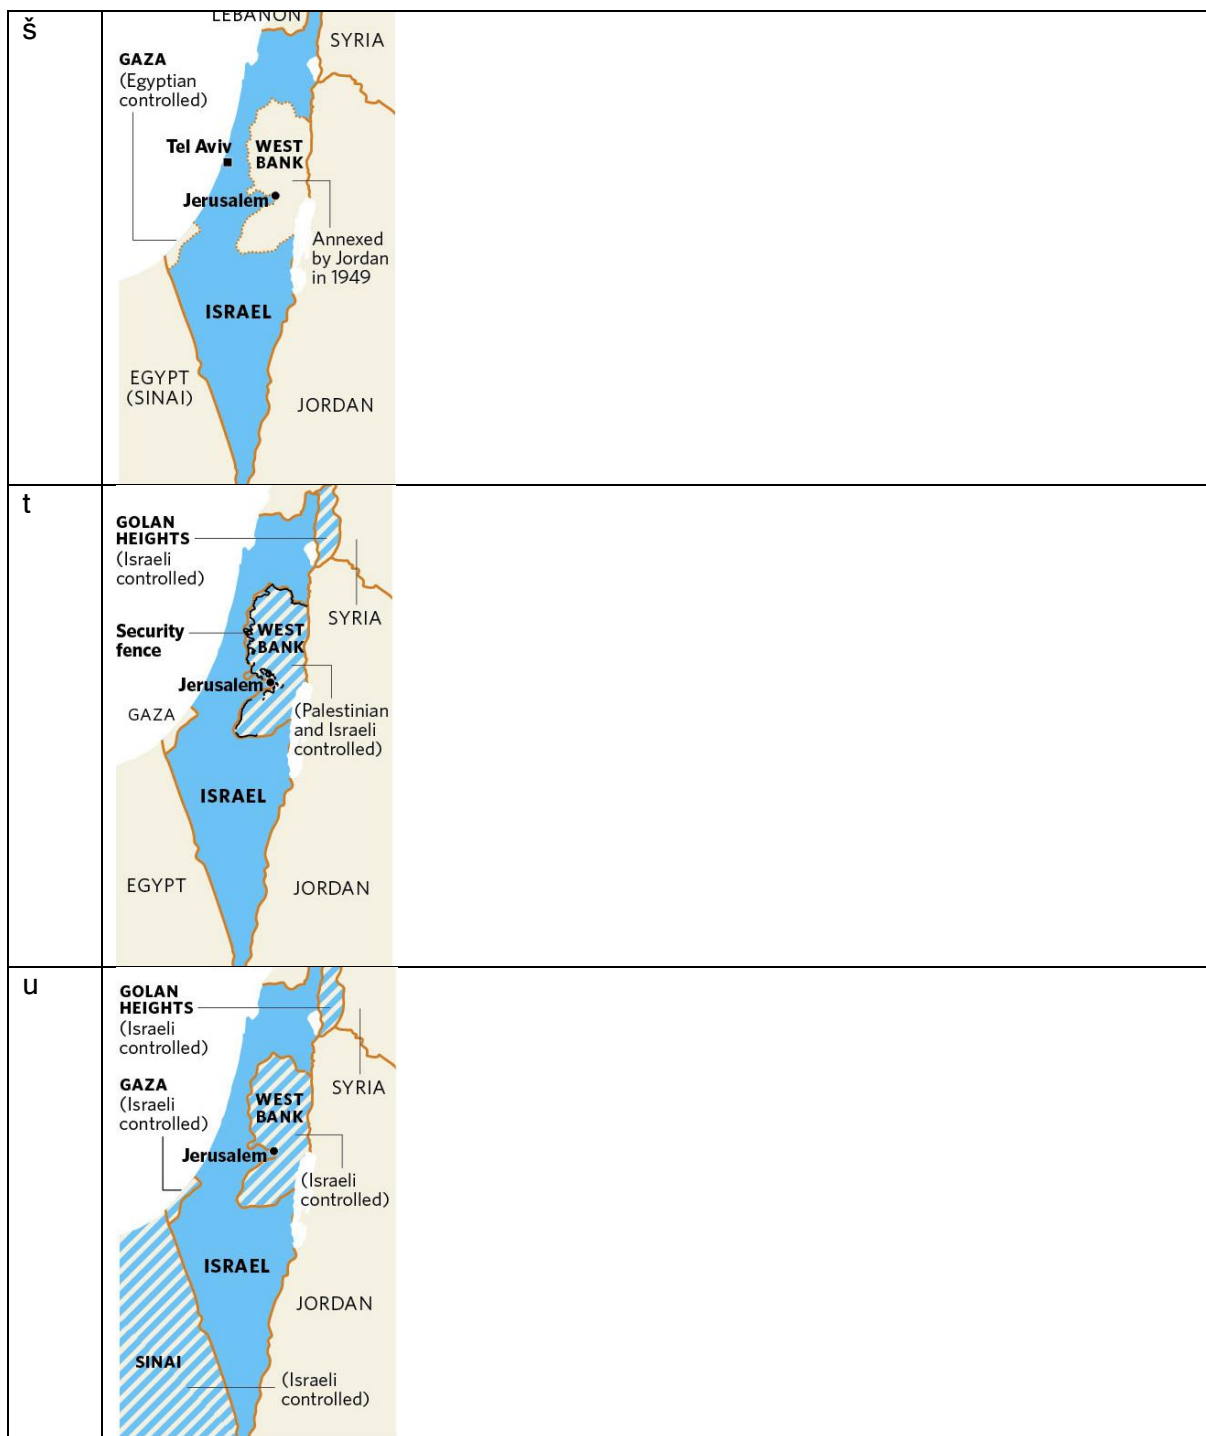 š
LEBANON
SYRIA
GAZA
(Egyptian
controlled)
Tel Aviv
WEST
BANK
Jerusalem
Annexed
by Jordan
in 1949
ISRAEL
EGYPT
(SINAI)
JORDAN
t
GOLAN
HEIGHTS
(Israeli
controlled)
SYRIA
Security
fence
WEST
BANK
Jerusalem
GAZA
(Palestinian
and Israeli
controlled)
ISRAEL
EGYPT
JORDAN
u
GOLAN
HEIGHTS
(Israeli
controlled)
GAZA
(Israeli
controlled)
SYRIA
WEST
BANK
Jerusalem
(Israeli
controlled)
ISRAEL
JORDAN
SINAI
(Israeli
controlled)